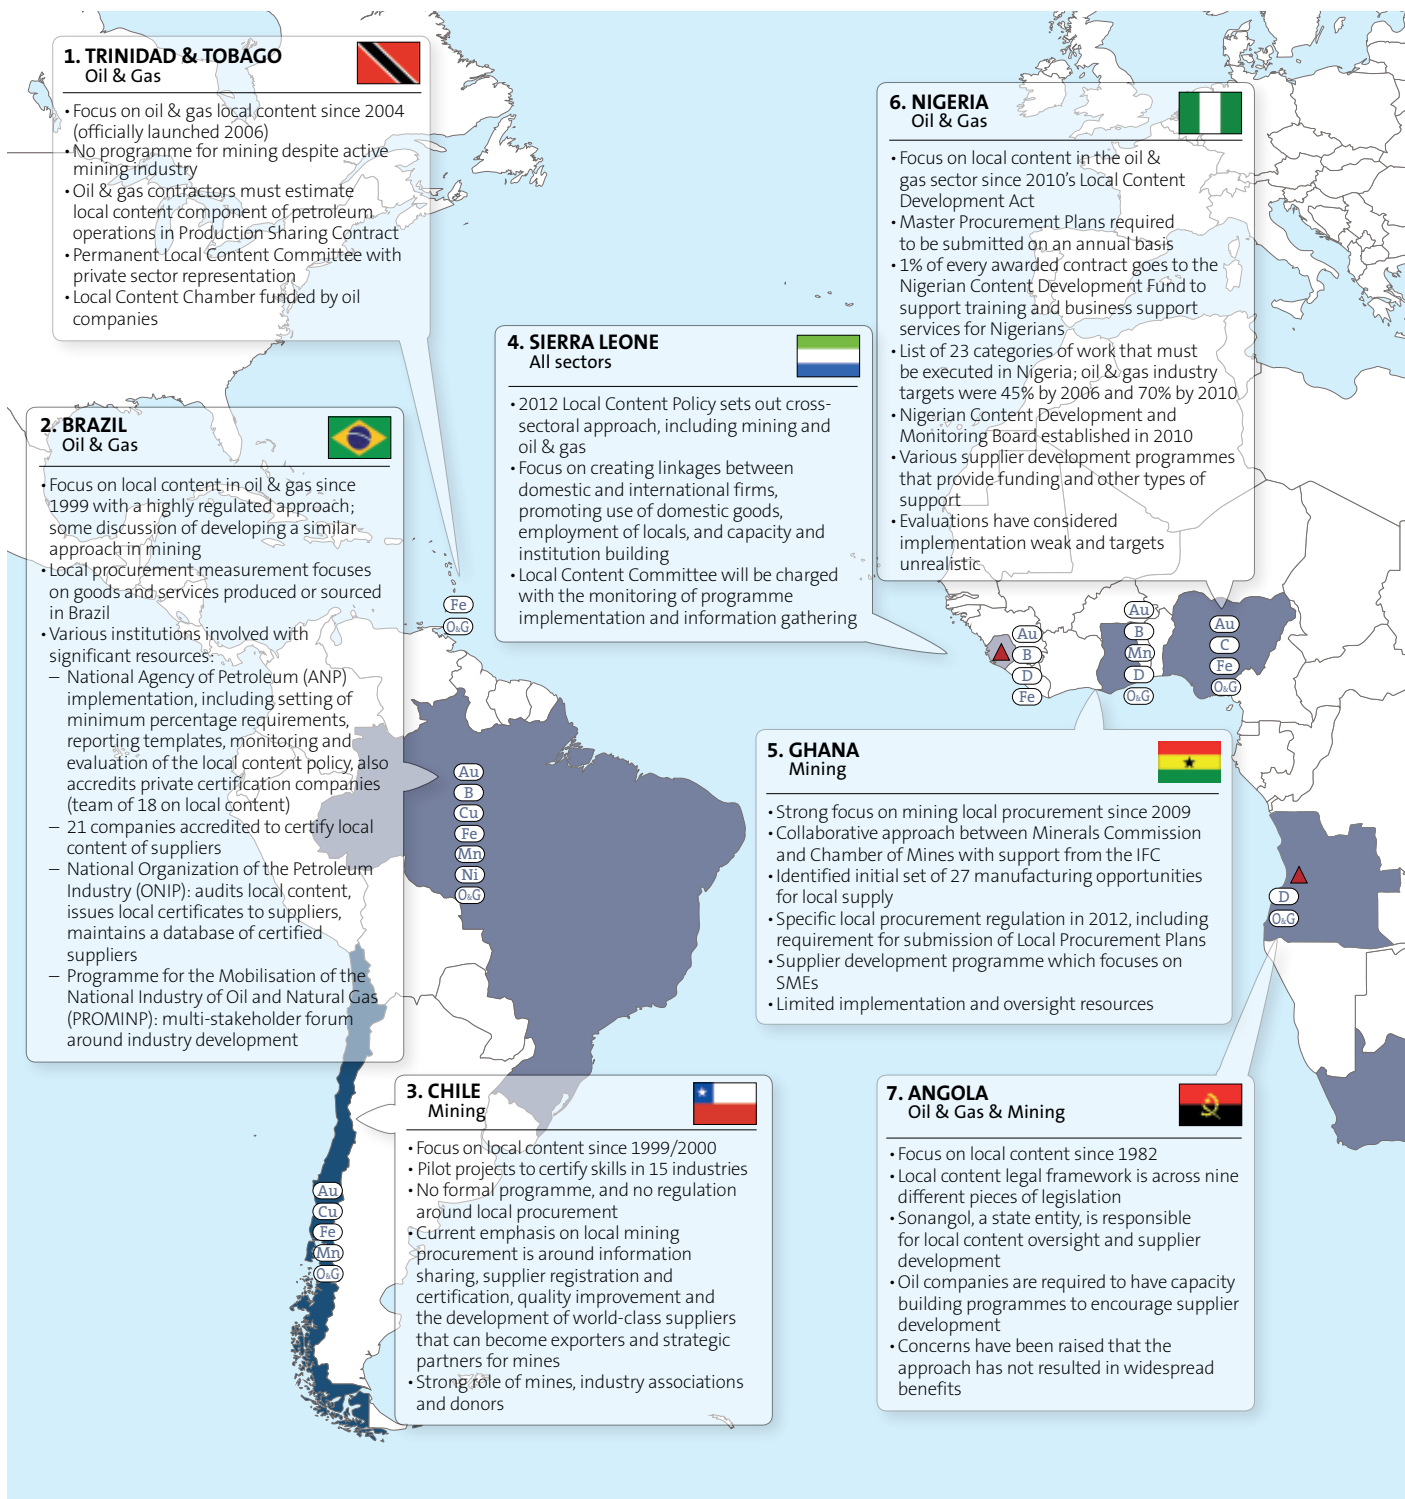 1. TRINIDAD & TOBAGO
Oil & Gas
• Focus on oil & gas local content since 2004
(officially launched 2006)
• No programme for mining despite active
mining industry
• Oil & gas contractors must estimate
local content component of petroleum
operations in Production Sharing Contract
• Permanent Local Content Committee with
private sector representation
• Local Content Chamber funded by oil
companies
2. BRAZIL
Oil & Gas
• Focus on local content in oil & gas since
1999 with a highly regulated approach;
some discussion of developing a similar
approach in mining
• Local procurement measurement focuses
on goods and services produced or sourced
in Brazil
• Various institutions involved with
significant resources:
– National Agency of Petroleum (ANP)
implementation, including setting of
minimum percentage requirements,
reporting templates, monitoring and
evaluation of the local content policy, also
accredits private certification companies
(team of 18 on local content)
– 21 companies accredited to certify local
content of suppliers
– National Organization of the Petroleum
Industry (ONIP): audits local content,
issues local certificates to suppliers,
maintains a database of certified
suppliers
– Programme for the Mobilisation of the
National Industry of Oil and Natural Gas
(PROMINP): multi-stakeholder forum
around industry development
Fe
O&G
Au
B
Cu
Fe
Mn
Ni
O&G
3. CHILE
Mining
• Focus on local content since 1999/2000
• Pilot projects to certify skills in 15 industries
• No formal programme, and no regulation
around local procurement
• Current emphasis on local mining
procurement is around information
sharing, supplier registration and
certification, quality improvement and
the development of world-class suppliers
that can become exporters and strategic
partners for mines
• Strong role of mines, industry associations
and donors
Au
Cu
Fe
Mn
O&G
4. SIERRA LEONE
All sectors
• 2012 Local Content Policy sets out cross-
sectoral approach, including mining and
oil & gas
• Focus on creating linkages between
domestic and international firms,
promoting use of domestic goods,
employment of locals, and capacity and
institution building
• Local Content Committee will be charged
with the monitoring of programme
implementation and information gathering
Au
B
D
Fe
5. GHANA
Mining
• Strong focus on mining local procurement since 2009
• Collaborative approach between Minerals Commission
and Chamber of Mines with support from the IFC
• Identified initial set of 27 manufacturing opportunities
for local supply
• Specific local procurement regulation in 2012, including
requirement for submission of Local Procurement Plans
• Supplier development programme which focuses on
SMEs
• Limited implementation and oversight resources
Au
B
Mn
D
O&G
6. NIGERIA
Oil & Gas
• Focus on local content in the oil &
gas sector since 2010's Local Content
Development Act
• Master Procurement Plans required
to be submitted on an annual basis
• 1% of every awarded contract goes to the
Nigerian Content Development Fund to
support training and business support
services for Nigerians
• List of 23 categories of work that must
be executed in Nigeria; oil & gas industry
targets were 45% by 2006 and 70% by 2010
• Nigerian Content Development and
Monitoring Board established in 2010
• Various supplier development programmes
that provide funding and other types of
support
• Evaluations have considered
implementation weak and targets
unrealistic
Au
C
Fe
O&G
7. ANGOLA
Oil & Gas & Mining
• Focus on local content since 1982
• Local content legal framework is across nine
different pieces of legislation
• Sonangol, a state entity, is responsible
for local content oversight and supplier
development
• Oil companies are required to have capacity
building programmes to encourage supplier
development
• Concerns have been raised that the
approach has not resulted in widespread
benefits
D
O&G